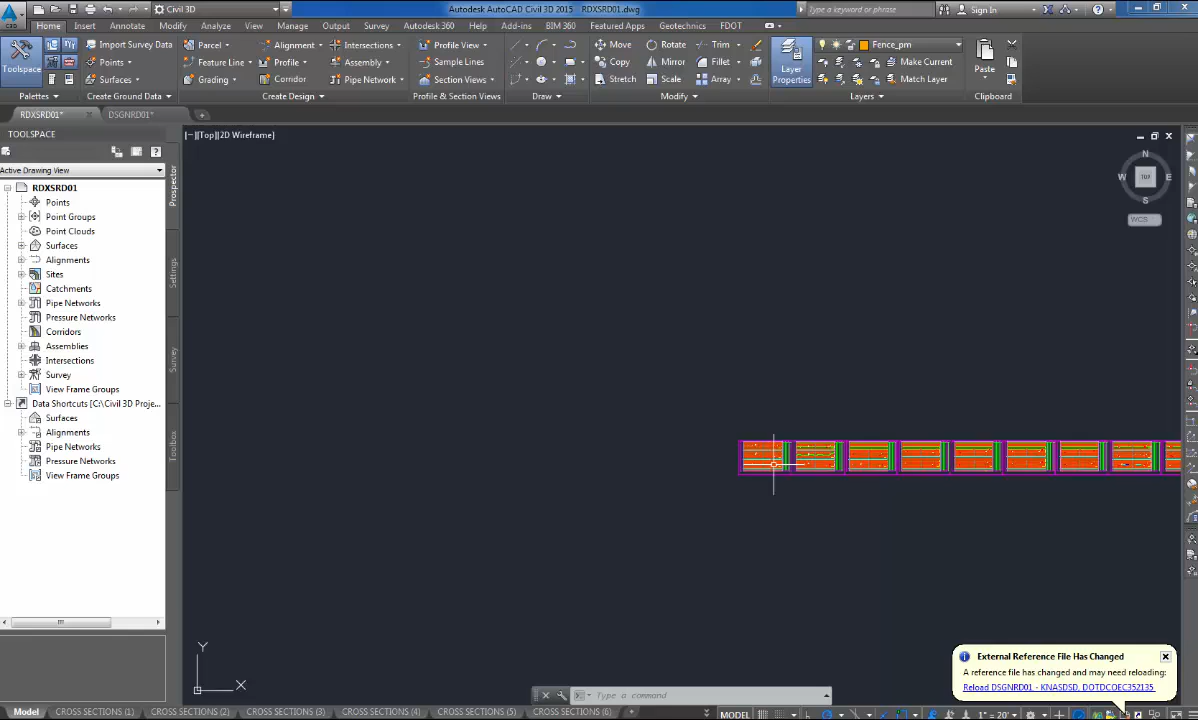 Civil 3D
Autodesk AutoCAD Civil 3D 2015 RDXSRD01.dwg
Type a keyword or phrase
Sign In
C3D
Home Insert Annotate Modify Analyze View Manage Output Survey Autodesk 360 Help Add-ins BIM 360 Featured Apps Geotechnics FDOT
Toolspace
Import Survey Data
Points
Surfaces
Parcel
Feature Line
Grading
Alignment
Profile
Corridor
Intersections
Assembly
Pipe Network
Profile View
Sample Lines
Section Views
Move
Copy
Stretch
Rotate
Mirror
Scale
Trim
Fillet
Array
Layer Properties
Fence_pm
Make Current
Match Layer
Paste
Palettes Create Ground Data Create Design Profile & Section Views Draw Modify Layers Clipboard
RDXSRD01* DSGNRD01*
TOOLSPACE
Active Drawing View
RDXSRD01
Points
Point Groups
Point Clouds
Surfaces
Alignments
Sites
Catchments
Pipe Networks
Pressure Networks
Corridors
Assemblies
Intersections
Survey
View Frame Groups
Data Shortcuts [C:\Civil 3D Proje...
Surfaces
Alignments
Pipe Networks
Pressure Networks
View Frame Groups
Prospector
Settings
Survey
Toolbox
[−][Top][2D Wireframe]
N
W TOP E
S
WCS
Y
X
Type a command
External Reference File Has Changed
A reference file has changed and may need reloading:
Reload DSGNRD01 - KNASDSD, DOTDCOEC352135
Model CROSS SECTIONS (1) CROSS SECTIONS (2) CROSS SECTIONS (3) CROSS SECTIONS (4) CROSS SECTIONS (5) CROSS SECTIONS (6)
MODEL 1" = 20'